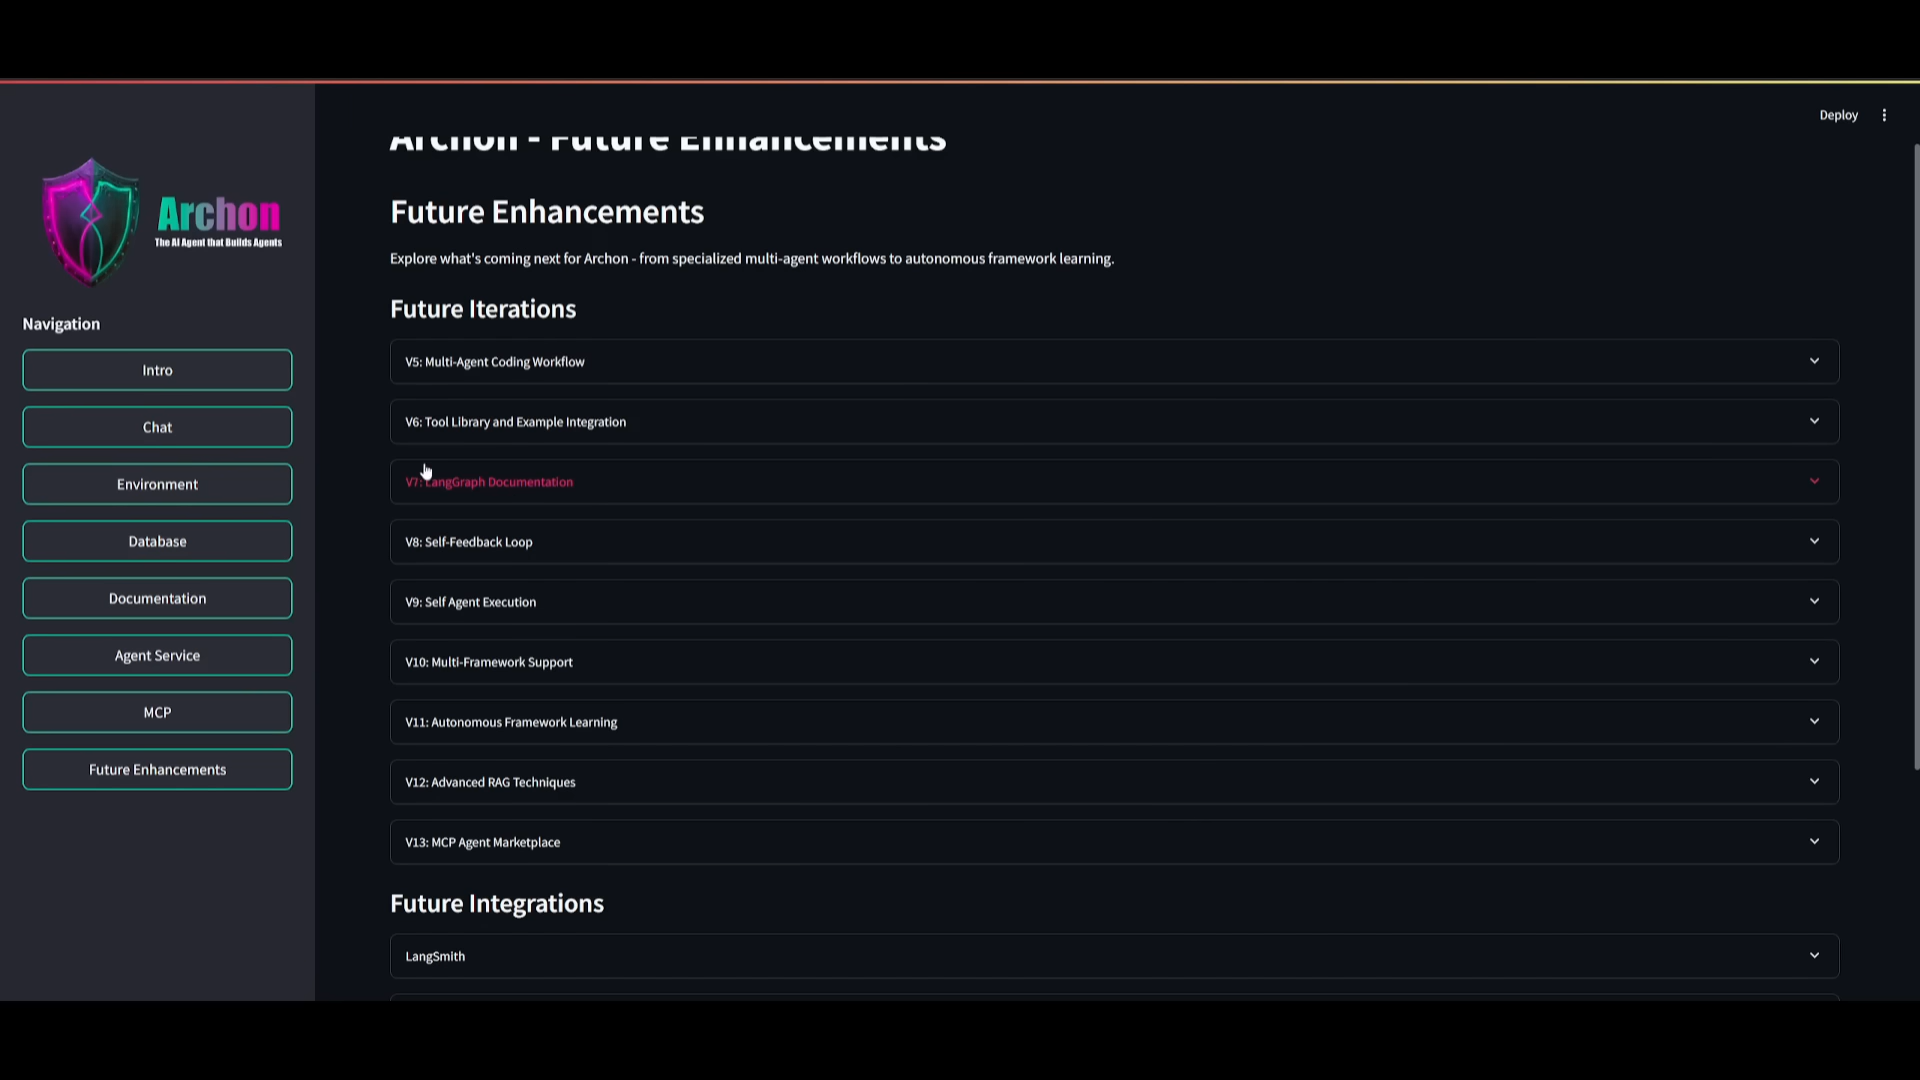 Deploy
Archon - Future Enhancements
Archon
The AI Agent that Builds Agents
Navigation
Intro
Chat
Environment
Database
Documentation
Agent Service
MCP
Future Enhancements
Future Enhancements
Explore what's coming next for Archon - from specialized multi-agent workflows to autonomous framework learning.
Future Iterations
V5: Multi-Agent Coding Workflow
V6: Tool Library and Example Integration
V7: LangGraph Documentation
V8: Self-Feedback Loop
V9: Self Agent Execution
V10: Multi-Framework Support
V11: Autonomous Framework Learning
V12: Advanced RAG Techniques
V13: MCP Agent Marketplace
Future Integrations
LangSmith